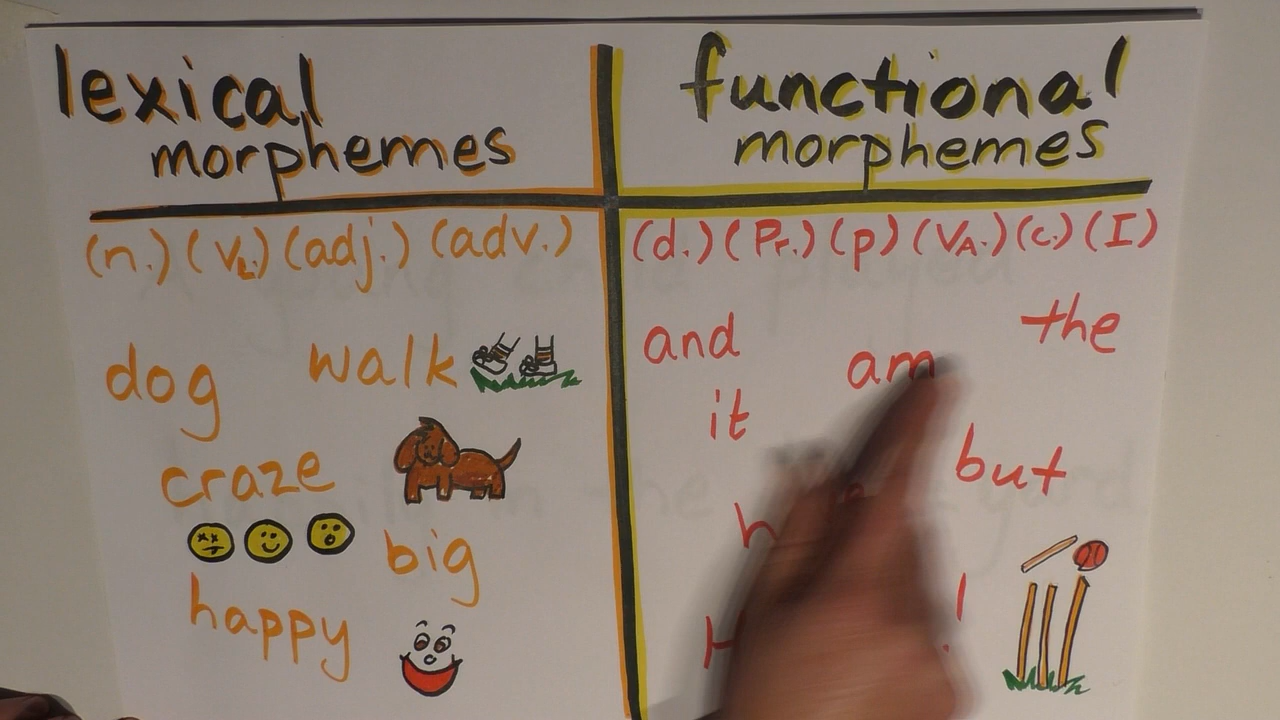 lexical
morphemes
(n.) (VL.) (adj.) (adv.)
dog walk
craze
big
happy
functional
morphemes
(d.) (Pr.) (p) (VA.) (c.) (I)
and am the
it
but